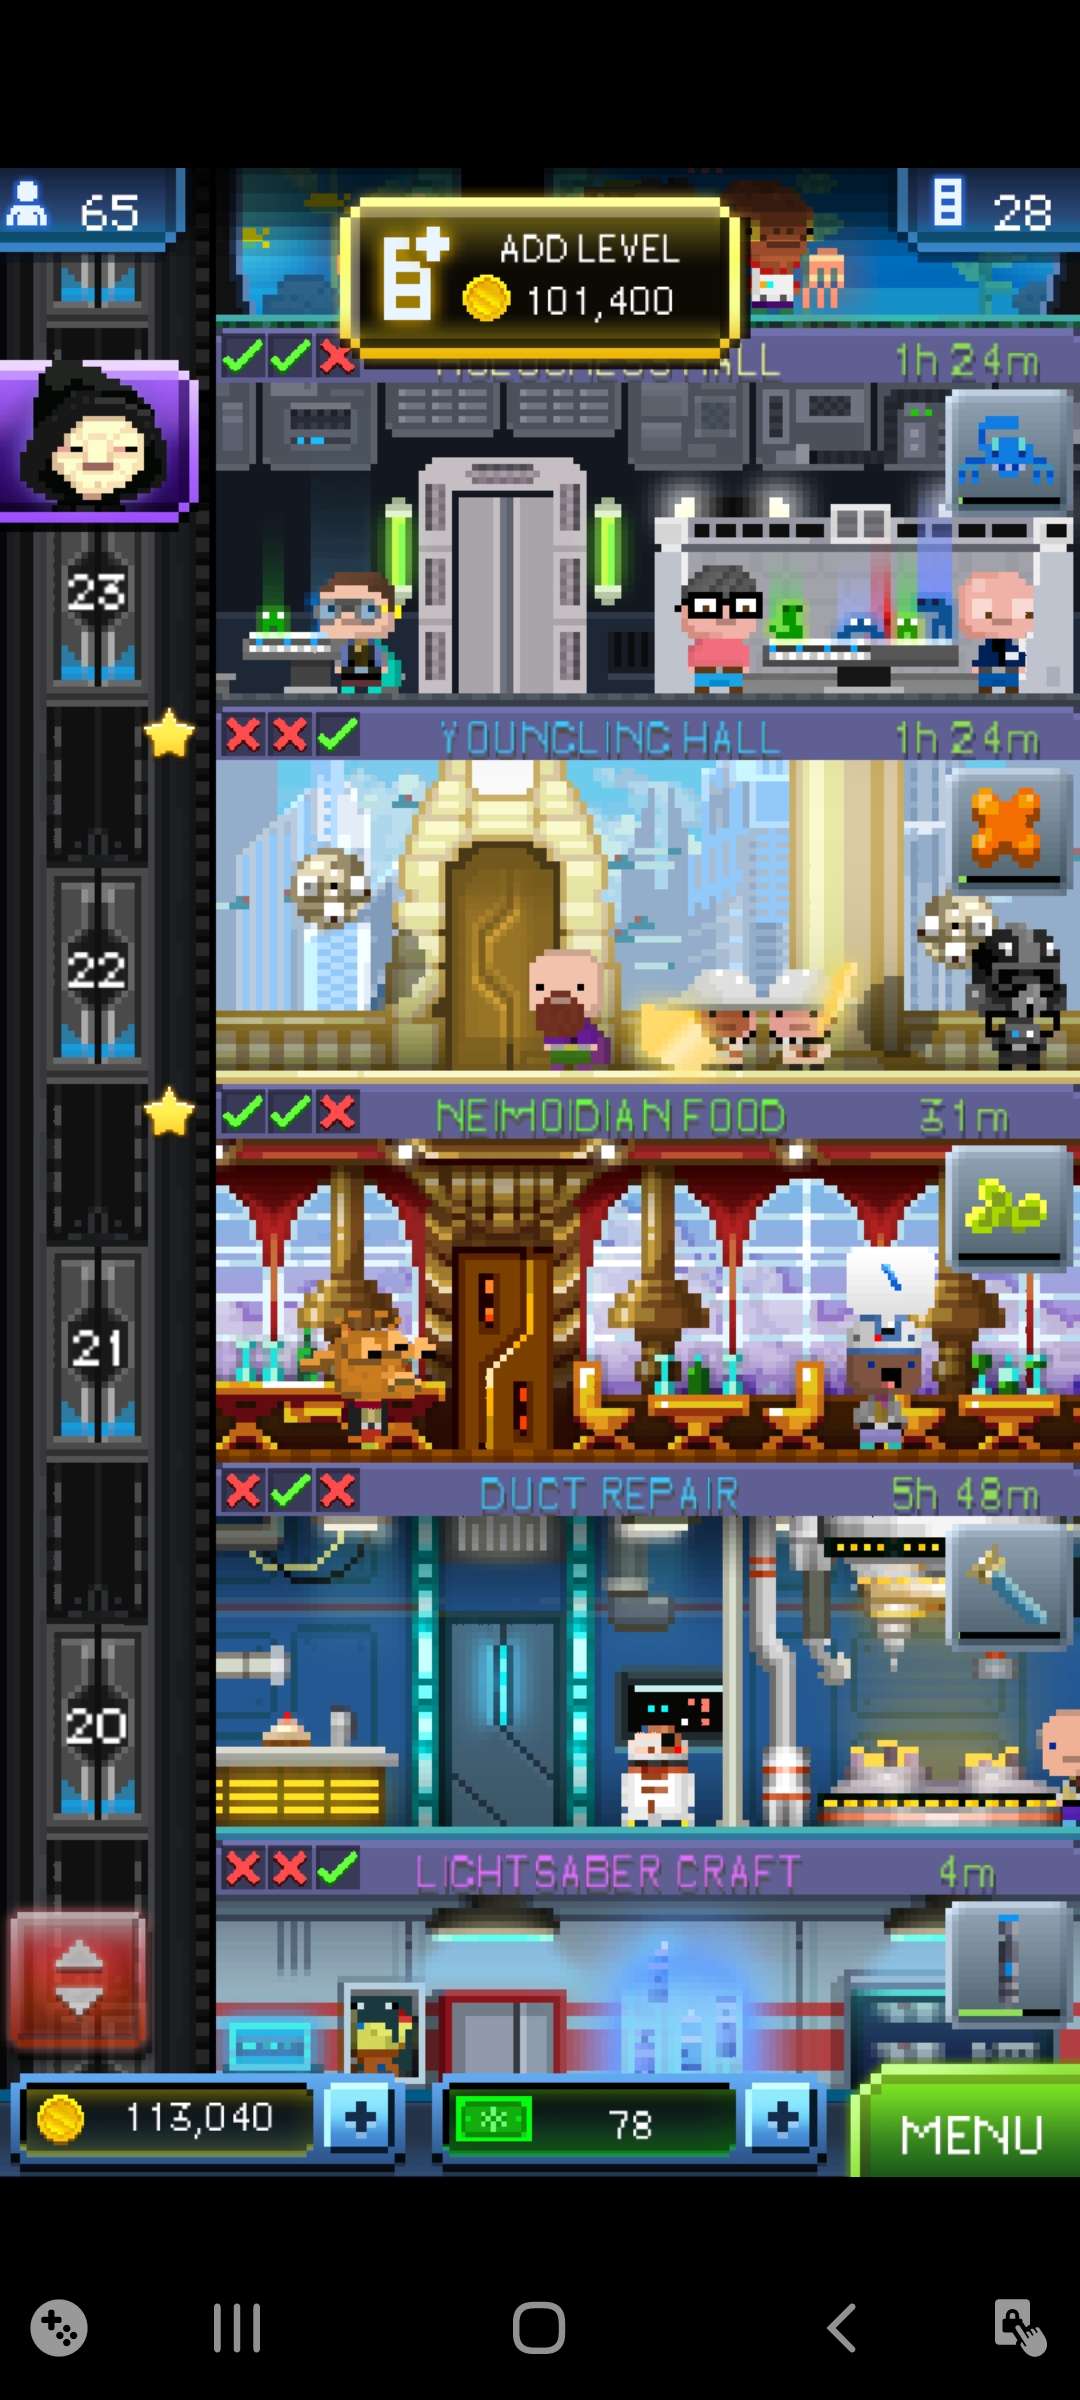 65
28
ADD LEVEL
101,400
HALL 1h 24m
23
YOUNGLING HALL 1h 24m
22
NEIMOIDIAN FOOD 31m
21
DUCT REPAIR 5h 48m
20
LIGHTSABER CRAFT 4m
113,040
78
MENU